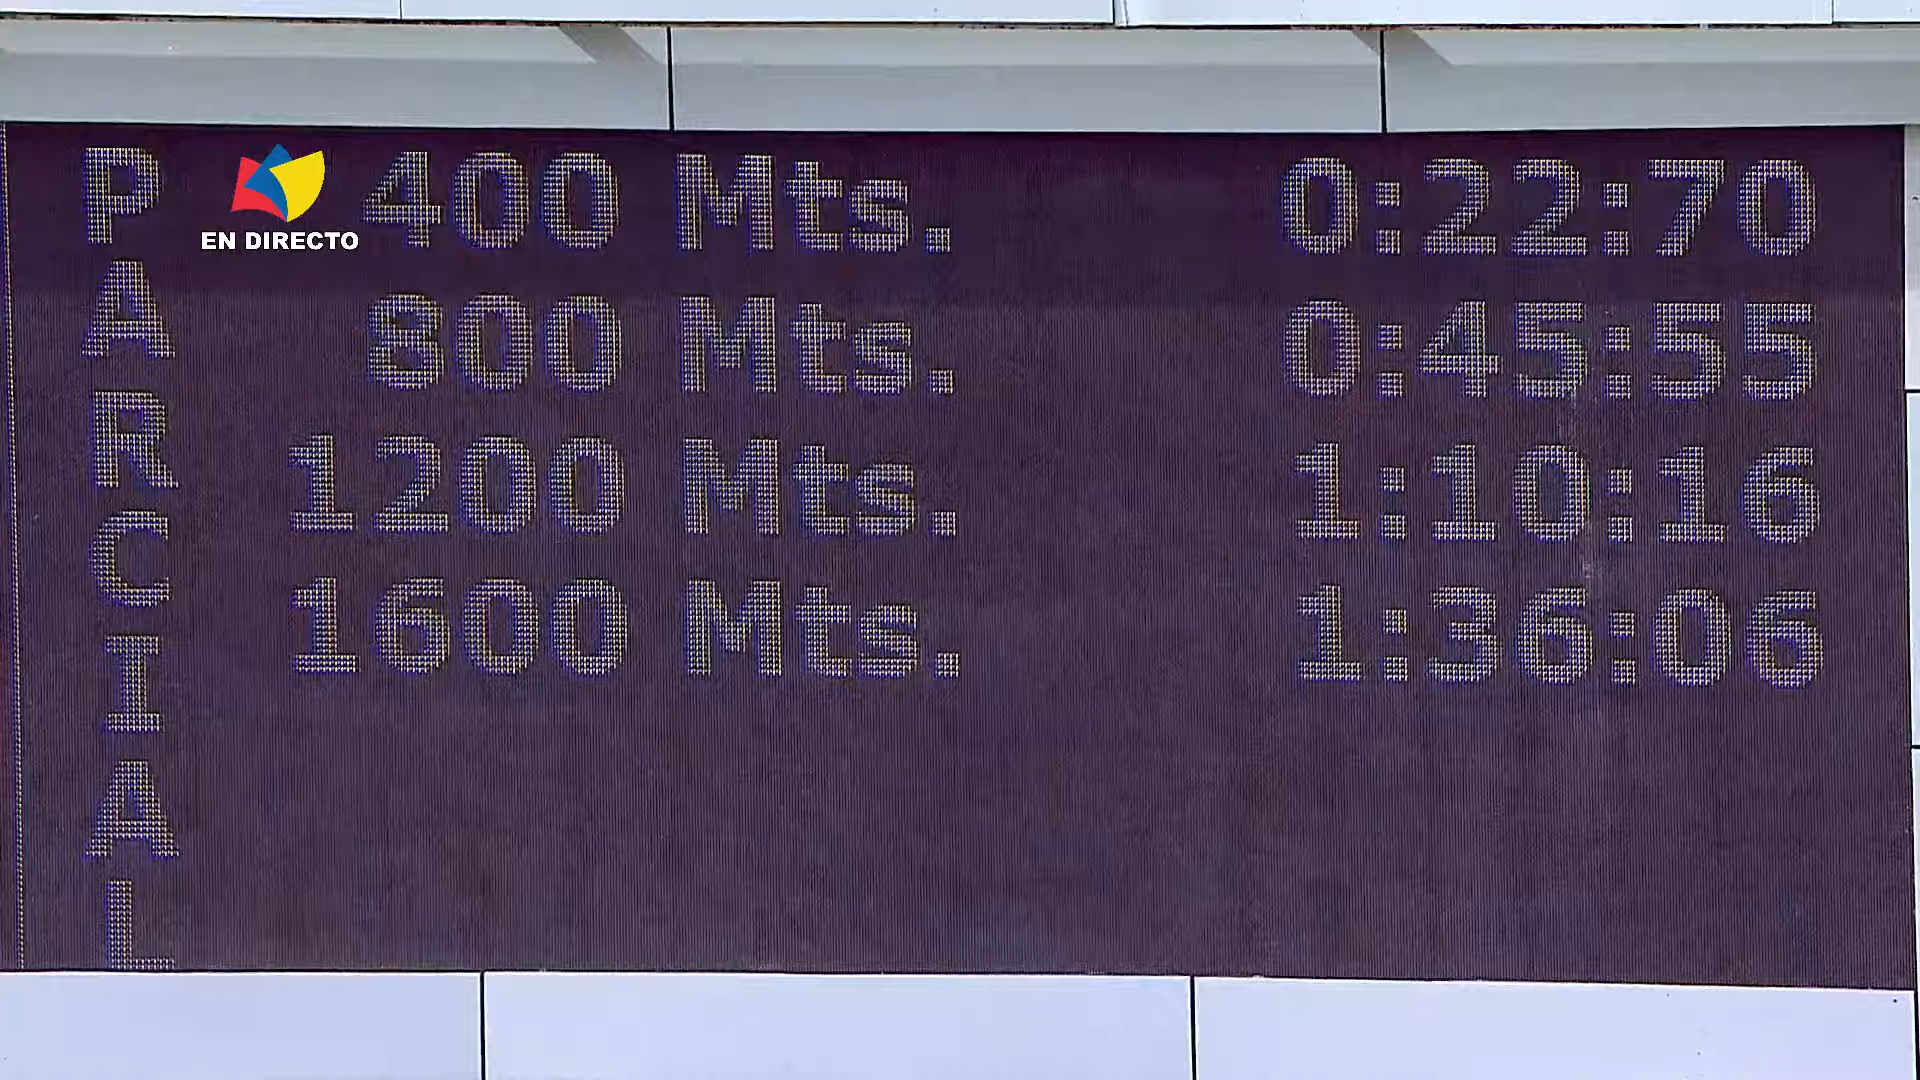 PARCIAL
EN DIRECTO
400 Mts. 0:22:70
800 Mts. 0:45:55
1200 Mts. 1:10:16
1600 Mts. 1:36:06